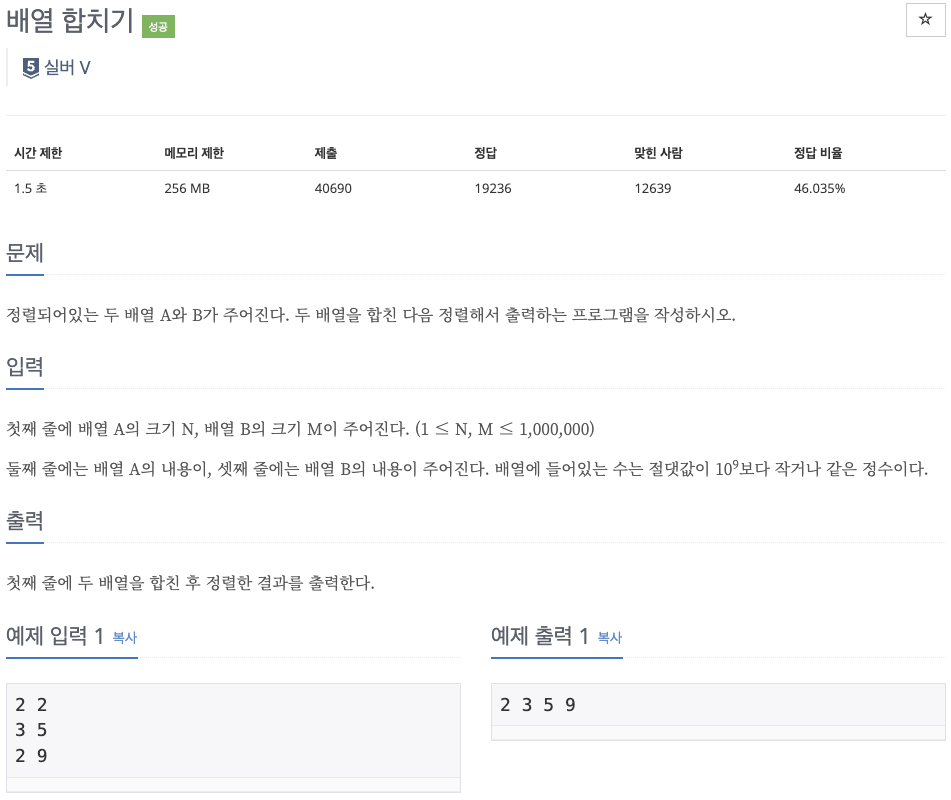 배열 합치기 성공
☆
5 실버 V
시간 제한 메모리 제한 제출 정답 맞힌 사람 정답 비율
1.5 초 256 MB 40690 19236 12639 46.035%
문제
정렬되어있는 두 배열 A와 B가 주어진다. 두 배열을 합친 다음 정렬해서 출력하는 프로그램을 작성하시오.
입력
첫째 줄에 배열 A의 크기 N, 배열 B의 크기 M이 주어진다. (1 ≤ N, M ≤ 1,000,000)
둘째 줄에는 배열 A의 내용이, 셋째 줄에는 배열 B의 내용이 주어진다. 배열에 들어있는 수는 절댓값이 10⁹보다 작거나 같은 정수이다.
출력
첫째 줄에 두 배열을 합친 후 정렬한 결과를 출력한다.
예제 입력 1 복사
2 2
3 5
2 9
예제 출력 1 복사
2 3 5 9